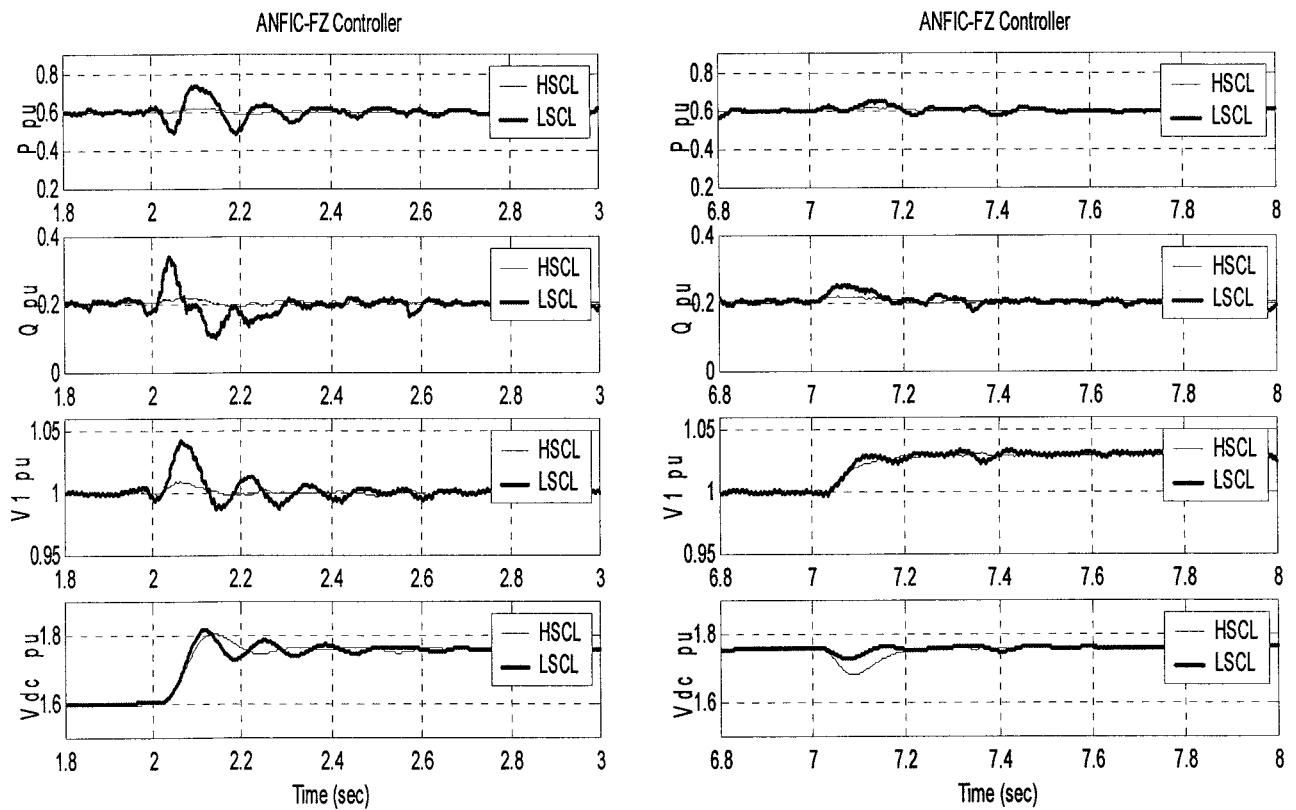 ANFIC-FZ Controller
P pu
0.8
0.6
0.4
0.2
HSCL
LSCL
1.8
2
2.2
2.4
2.6
2.8
3
Q pu
0.4
0.2
0
HSCL
LSCL
1.8
2
2.2
2.4
2.6
2.8
3
V1 pu
1.05
1
0.95
HSCL
LSCL
1.8
2
2.2
2.4
2.6
2.8
3
Vdc pu
1.8
1.6
HSCL
LSCL
1.8
2
2.2
2.4
2.6
2.8
3
Time (sec)
ANFIC-FZ Controller
P pu
0.8
0.6
0.4
0.2
HSCL
LSCL
6.8
7
7.2
7.4
7.6
7.8
8
Q pu
0.4
0.2
0
HSCL
LSCL
6.8
7
7.2
7.4
7.6
7.8
8
V1 pu
1.05
1
0.95
HSCL
LSCL
6.8
7
7.2
7.4
7.6
7.8
8
Vdc pu
1.8
1.6
HSCL
LSCL
6.8
7
7.2
7.4
7.6
7.8
8
Time (sec)